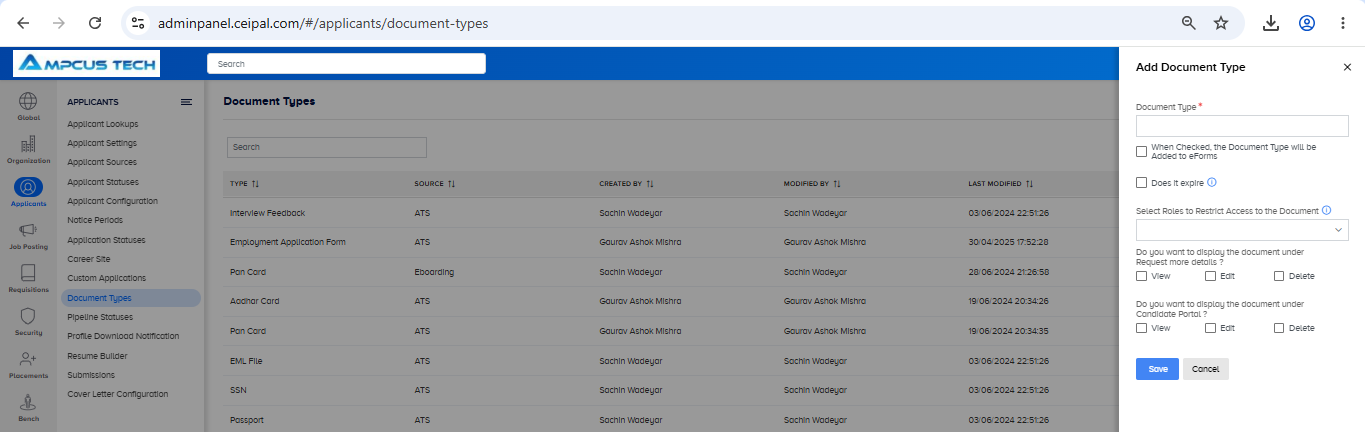 adminpanel.ceipal.com/#/applicants/document-types
AMPCUS TECH
Search
Global
Organization
Applicants
Job Posting
Requisitions
Security
Placements
Bench
APPLICANTS
Applicant Lookups
Applicant Settings
Applicant Sources
Applicant Statuses
Applicant Configuration
Notice Periods
Application Statuses
Career Site
Custom Applications
Document Types
Pipeline Statuses
Profile Download Notification
Resume Builder
Submissions
Cover Letter Configuration
Document Types
Search
TYPE SOURCE CREATED BY MODIFIED BY LAST MODIFIED
Interview Feedback ATS Sachin Wadeyar Sachin Wadeyar 03/06/2024 22:51:26
Employment Application Form ATS Gaurav Ashok Mishra Gaurav Ashok Mishra 30/04/2025 17:52:28
Pan Card Eboarding Sachin Wadeyar Sachin Wadeyar 28/06/2024 21:26:58
Aadhar Card ATS Gaurav Ashok Mishra Gaurav Ashok Mishra 19/06/2024 20:34:26
Pan Card ATS Gaurav Ashok Mishra Gaurav Ashok Mishra 19/06/2024 20:34:35
EML File ATS Sachin Wadeyar Sachin Wadeyar 03/06/2024 22:51:26
SSN ATS Sachin Wadeyar Sachin Wadeyar 03/06/2024 22:51:26
Passport ATS Sachin Wadeyar Sachin Wadeyar 03/06/2024 22:51:26
Add Document Type
Document Type *
When Checked, the Document Type will be
Added to eForms
Does it expire
Select Roles to Restrict Access to the Document
Do you want to display the document under
Request more details ?
View Edit Delete
Do you want to display the document under
Candidate Portal ?
View Edit Delete
Save Cancel